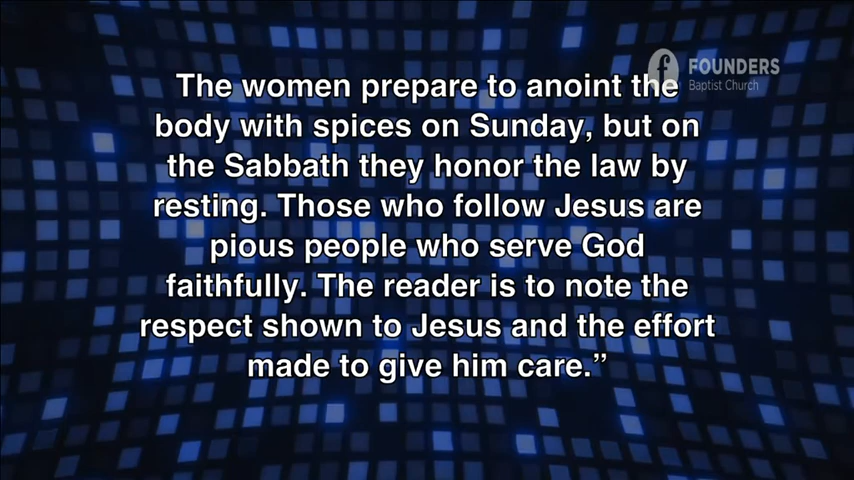 FOUNDERS
Baptist Church
The women prepare to anoint the
body with spices on Sunday, but on
the Sabbath they honor the law by
resting. Those who follow Jesus are
pious people who serve God
faithfully. The reader is to note the
respect shown to Jesus and the effort
made to give him care.”